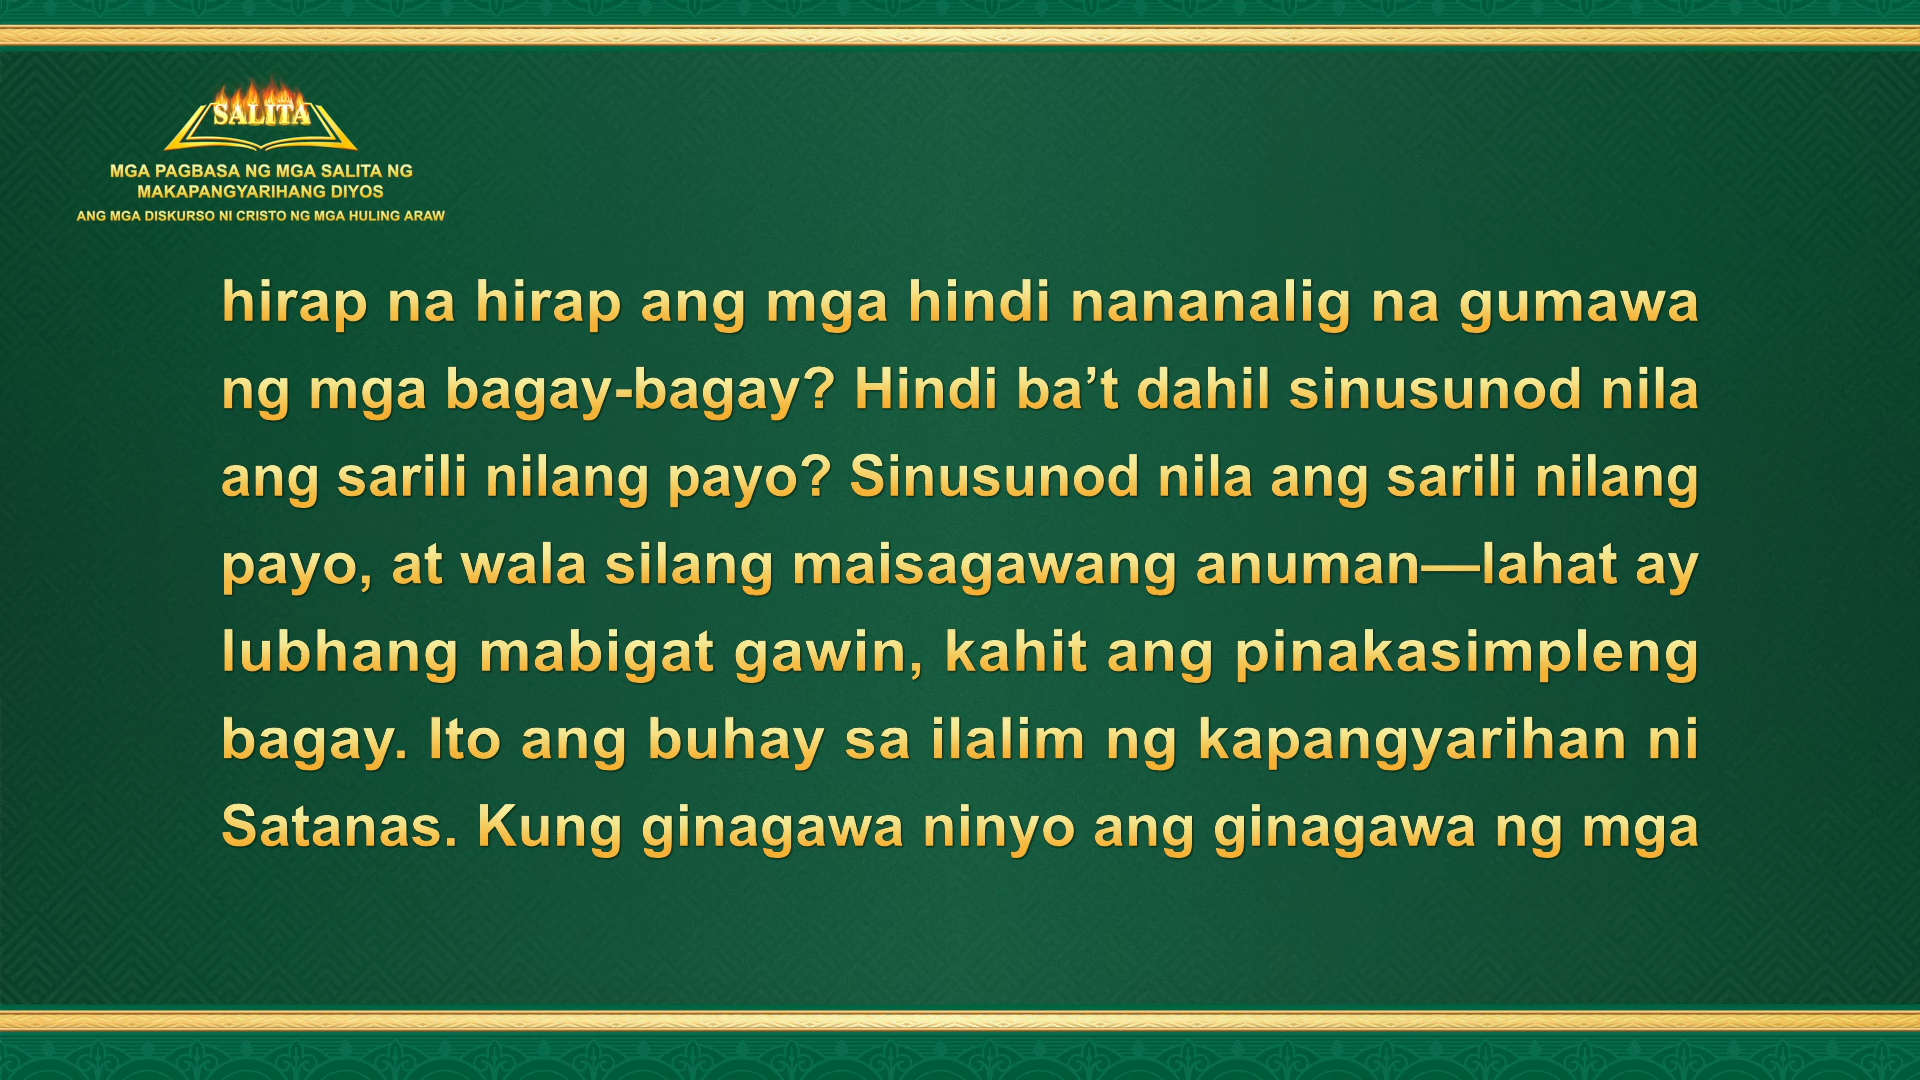 SALITA
MGA PAGBASA NG MGA SALITA NG
MAKAPANGYARIHANG DIYOS
ANG MGA DISKURSO NI CRISTO NG MGA HULING ARAW
hirap na hirap ang mga hindi nananalig na gumawa
ng mga bagay-bagay? Hindi ba’t dahil sinusunod nila
ang sarili nilang payo? Sinusunod nila ang sarili nilang
payo, at wala silang maisagawang anuman—lahat ay
lubhang mabigat gawin, kahit ang pinakasimpleng
bagay. Ito ang buhay sa ilalim ng kapangyarihan ni
Satanas. Kung ginagawa ninyo ang ginagawa ng mga